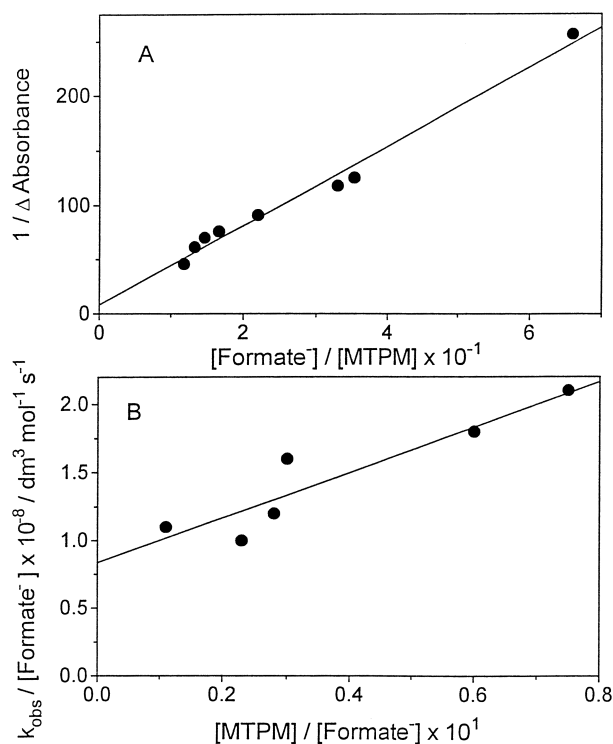 A
1 / Δ Absorbance
200
100
0
0 2 4 6
[Formate⁻] / [MTPM] x 10⁻¹
B
k_obs / [Formate⁻] x 10⁻⁸ / dm³ mol⁻¹ s⁻¹
2.0
1.5
1.0
0.5
0.0
0.0 0.2 0.4 0.6 0.8
[MTPM] / [Formate⁻] x 10¹